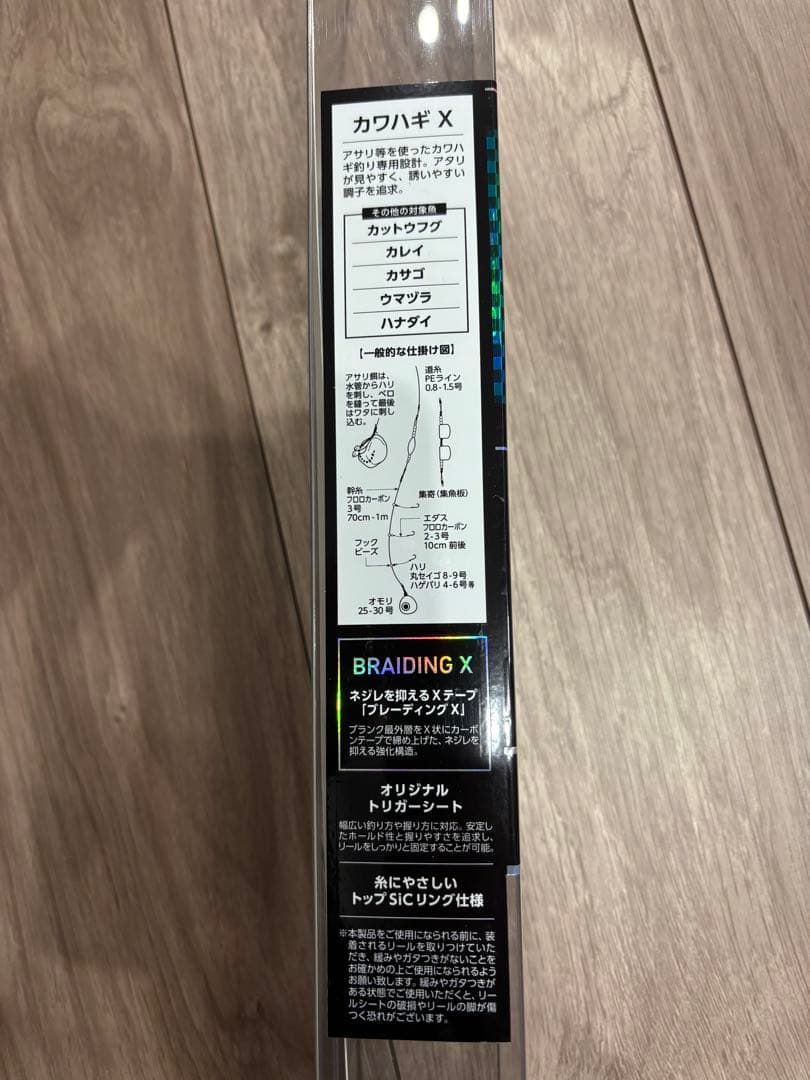 カワハギ X
アサリ等を使ったカワハ
ギ釣り専用設計。アタリ
が見やすく、誘いやすい
調子を追求。
その他の対象魚
カットウフグ
カレイ
カサゴ
ウマヅラ
ハナダイ
【一般的な仕掛け図】
アサリ餌は、
水管からハリ
を刺し、ベロ
を縫って最後
はワタに刺し
込む。
道糸
PEライン
0.8-1.5号
集寄(集魚板)
幹糸
フロロカーボン
3号
70cm-1m
エダス
フロロカーボン
2-3号
10cm 前後
フック
ビーズ
ハリ
丸セイゴ8-9号
ハゲバリ4-6号等
オモリ
25-30号
BRAIDING X
ネジレを抑えるXテープ
「ブレーディングX」
ブランク最外層をX状にカーボ
ンテープで締め上げた、ネジレを
抑える強化構造。
オリジナル
トリガーシート
幅広い釣り方や握り方に対応。安定し
たホールド性と握りやすさを追求し、
リールをしっかりと固定することが可能。
糸にやさしい
トップSiCリング仕様
※本製品をご使用になられる前に、装
着されるリールを取りつけていた
だき、緩みやガタつきがないことを
お確かめの上ご使用になられるよう
お願い致します。緩みやガタつきが
ある状態でご使用いただくと、リー
ルシートの破損やリールの脚が傷
つく恐れがございます。